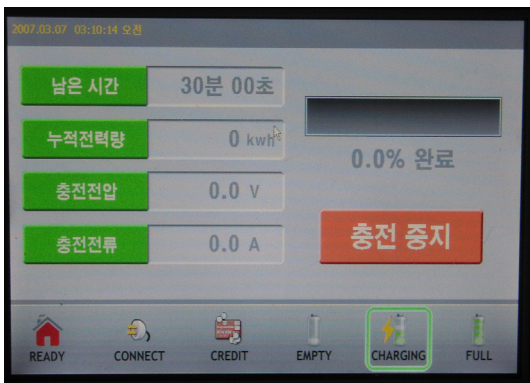 2007.03.07 03:10:14 오전
남은 시간 30분 00초
누적전력량 0 kwh
0.0% 완료
충전전압 0.0 V
충전전류 0.0 A
충전 중지
READY CONNECT CREDIT EMPTY CHARGING FULL